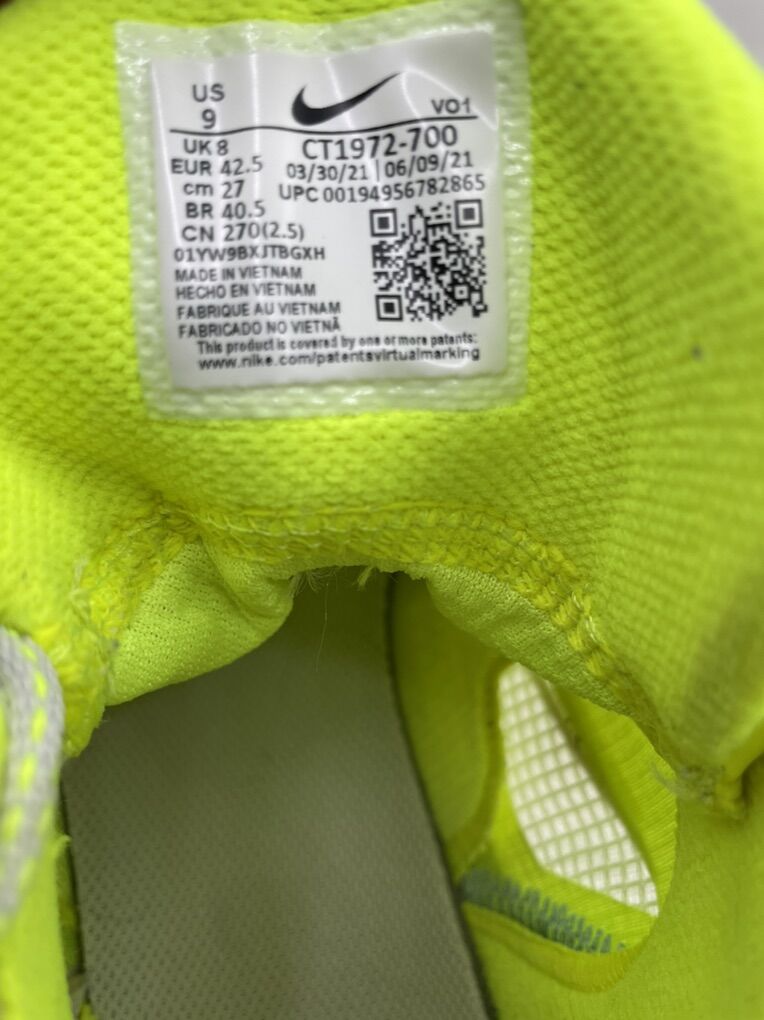 US
9
VO1
UK 8
EUR 42.5
cm 27
BR 40.5
CN 270(2.5)
CT1972-700
03/30/21 | 06/09/21
UPC 00194956782865
01YW9BXJTBGXH
MADE IN VIETNAM
HECHO EN VIETNAM
FABRIQUE AU VIETNAM
FABRICADO NO VIETNÃ
This product is covered by one or more patents:
www.nike.com/patentsvirtualmarking